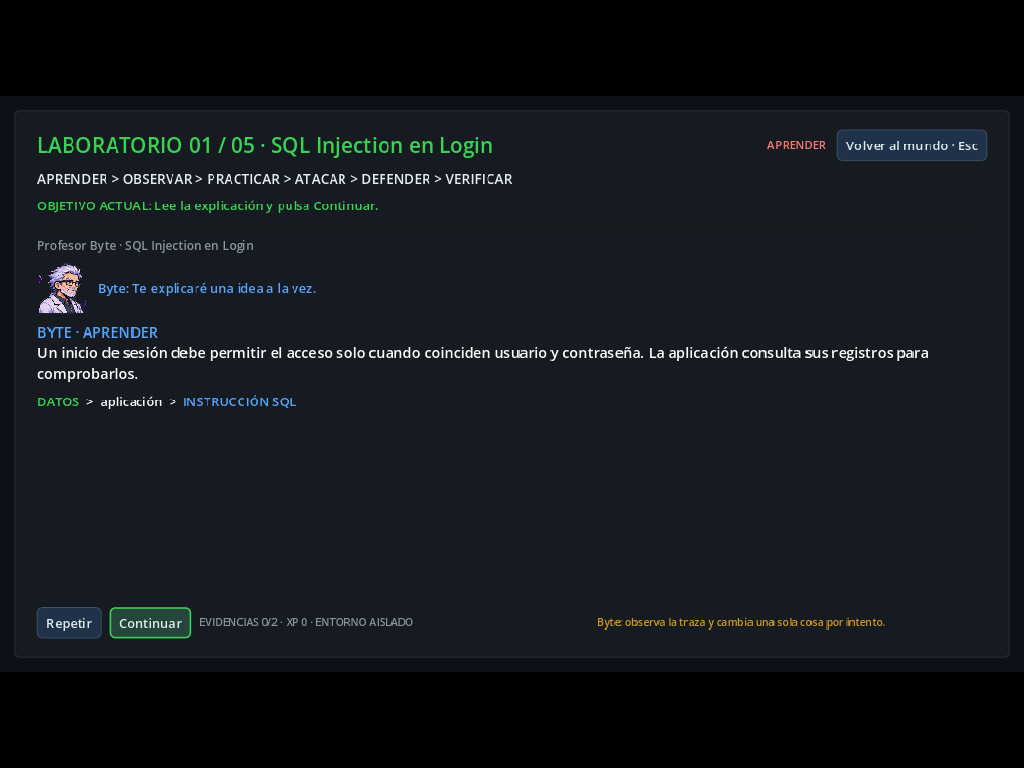 LABORATORIO 01 / 05 · SQL Injection en Login
APRENDER
Volver al mundo · Esc
APRENDER > OBSERVAR > PRACTICAR > ATACAR > DEFENDER > VERIFICAR
OBJETIVO ACTUAL: Lee la explicación y pulsa Continuar.
Profesor Byte · SQL Injection en Login
Byte: Te explicaré una idea a la vez.
BYTE · APRENDER
Un inicio de sesión debe permitir el acceso solo cuando coinciden usuario y contraseña. La aplicación consulta sus registros para
comprobarlos.
DATOS > aplicación > INSTRUCCIÓN SQL
Repetir
Continuar
EVIDENCIAS 0/2 · XP 0 · ENTORNO AISLADO
Byte: observa la traza y cambia una sola cosa por intento.